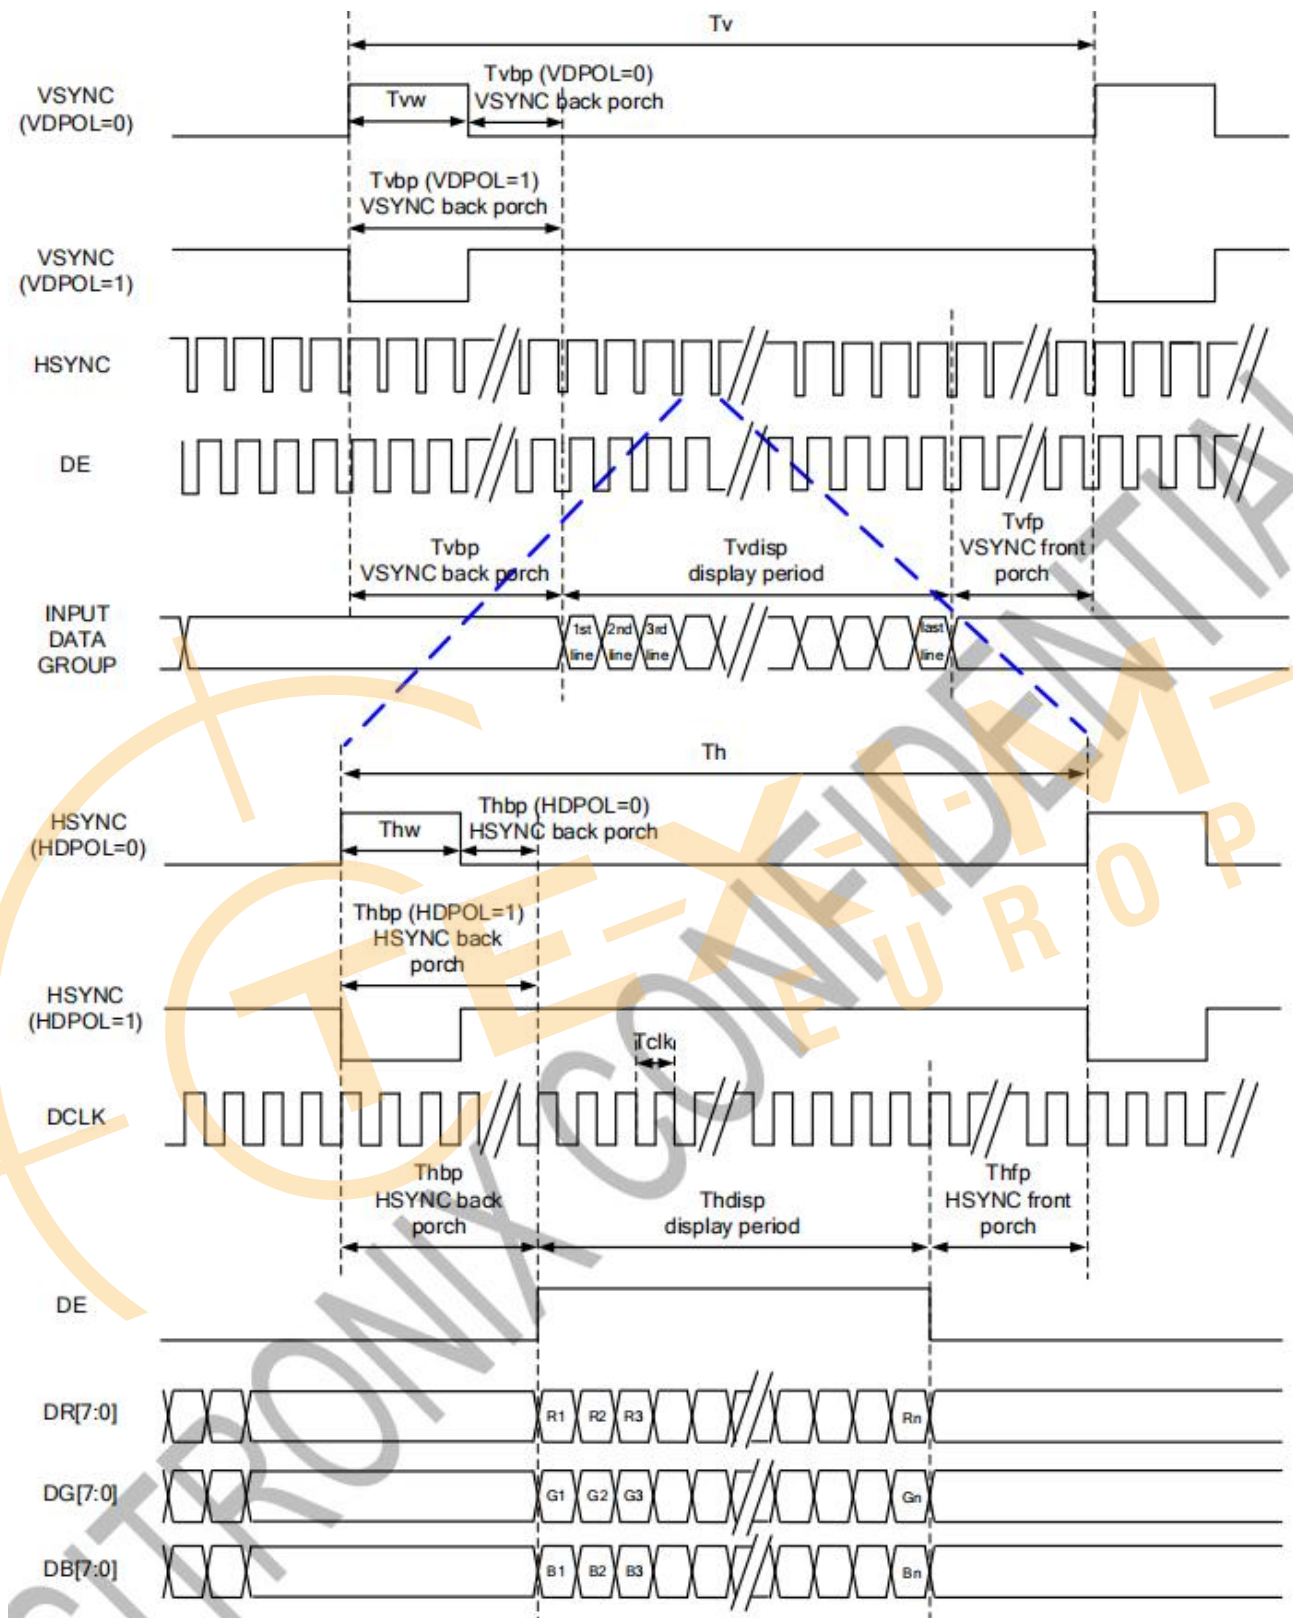 Tv
VSYNC
(VDPOL=0)
Tvw
Tvbp (VDPOL=0)
VSYNC back porch
Tvbp (VDPOL=1)
VSYNC back porch
VSYNC
(VDPOL=1)
HSYNC
DE
Tvbp
VSYNC back porch
Tvdisp
display period
Tvfp
VSYNC front
porch
INPUT
DATA
GROUP
1st
line
2nd
line
3rd
line
last
line
Th
HSYNC
(HDPOL=0)
Thw
Thbp (HDPOL=0)
HSYNC back porch
Thbp (HDPOL=1)
HSYNC back
porch
HSYNC
(HDPOL=1)
Tclk
DCLK
Thbp
HSYNC back
porch
Thdisp
display period
Thfp
HSYNC front
porch
DE
DR[7:0]
R1 R2 R3 Rn
DG[7:0]
G1 G2 G3 Gn
DB[7:0]
B1 B2 B3 Bn
SITRONIX CONFIDENTIAL
TEXIM
EUROP